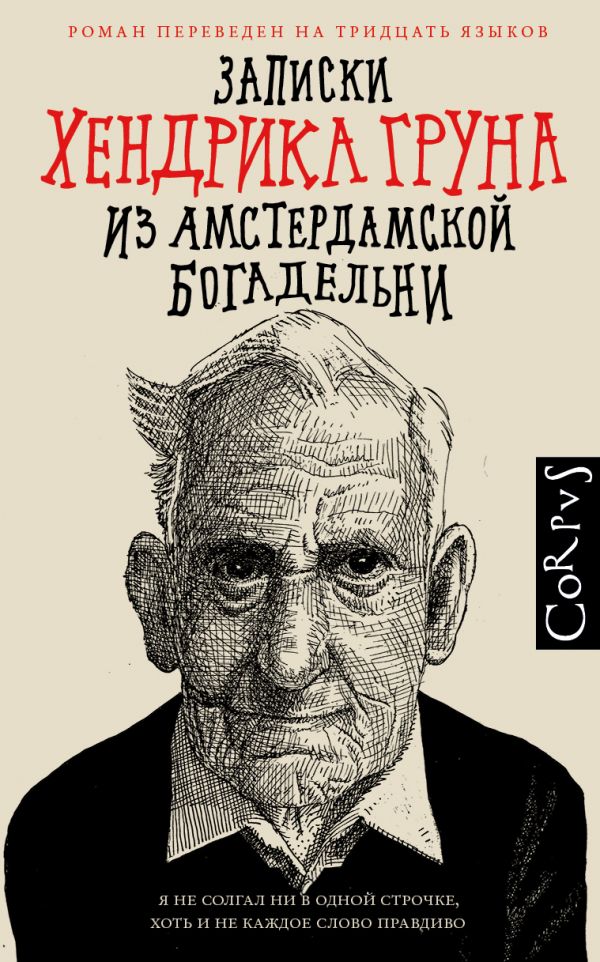 РОМАН ПЕРЕВЕДЕН НА ТРИДЦАТЬ ЯЗЫКОВ
ЗАПИСКИ
ХЕНДРИКА ГРУНА
ИЗ АМСТЕРДАМСКОЙ
БОГАДЕЛЬНИ
CORPVS
Я НЕ СОЛГАЛ НИ В ОДНОЙ СТРОЧКЕ,
ХОТЬ И НЕ КАЖДОЕ СЛОВО ПРАВДИВО